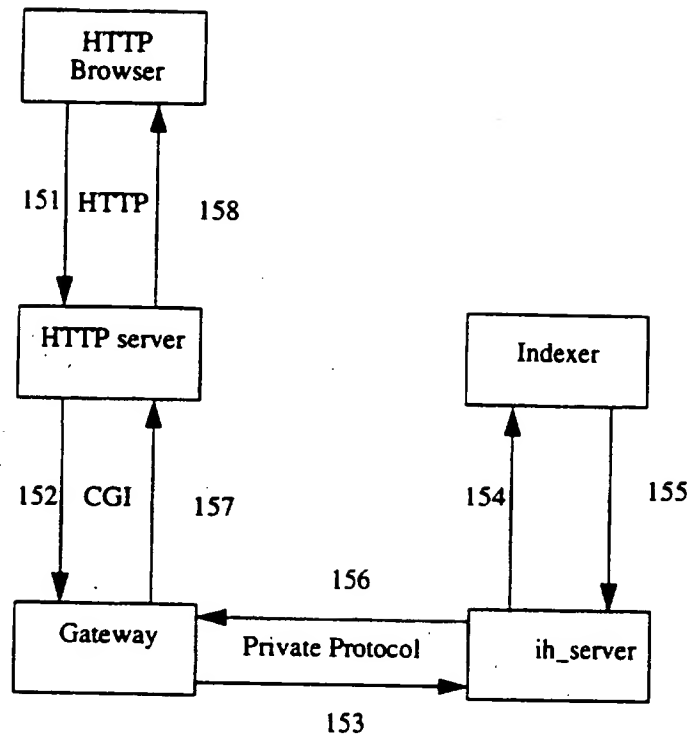 HTTP
Browser
151
HTTP
158
HTTP server
Indexer
152
CGI
157
154
155
156
Gateway
Private Protocol
ih_server
153